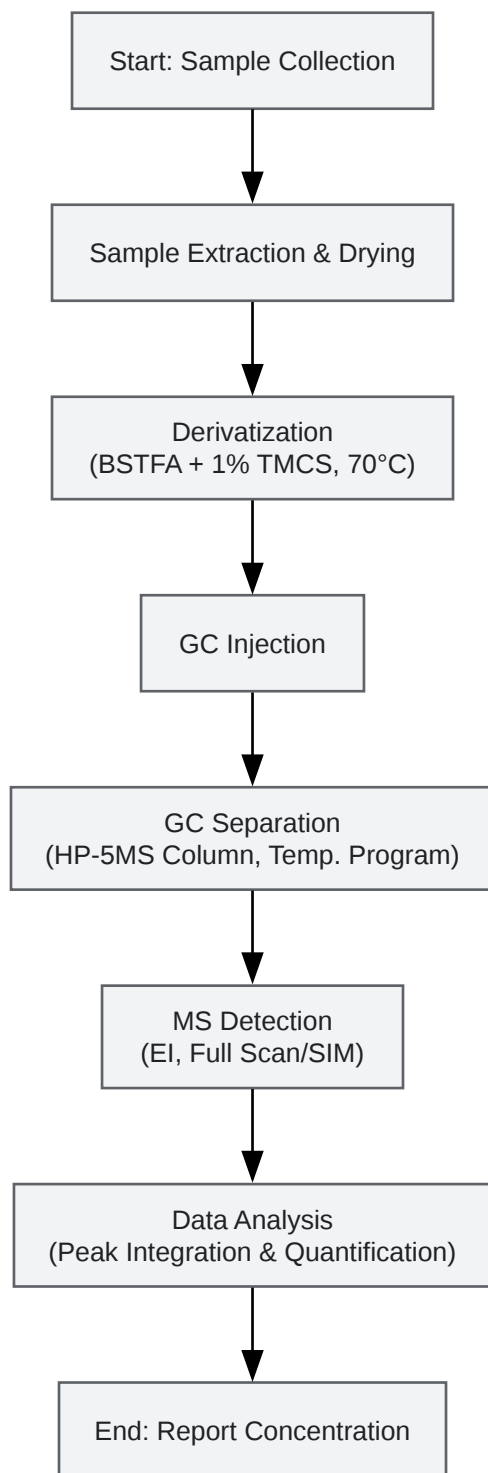 Start: Sample Collection
Sample Extraction & Drying
Derivatization
(BSTFA + 1% TMCS, 70°C)
GC Injection
GC Separation
(HP-5MS Column, Temp. Program)
MS Detection
(EI, Full Scan/SIM)
Data Analysis
(Peak Integration & Quantification)
End: Report Concentration